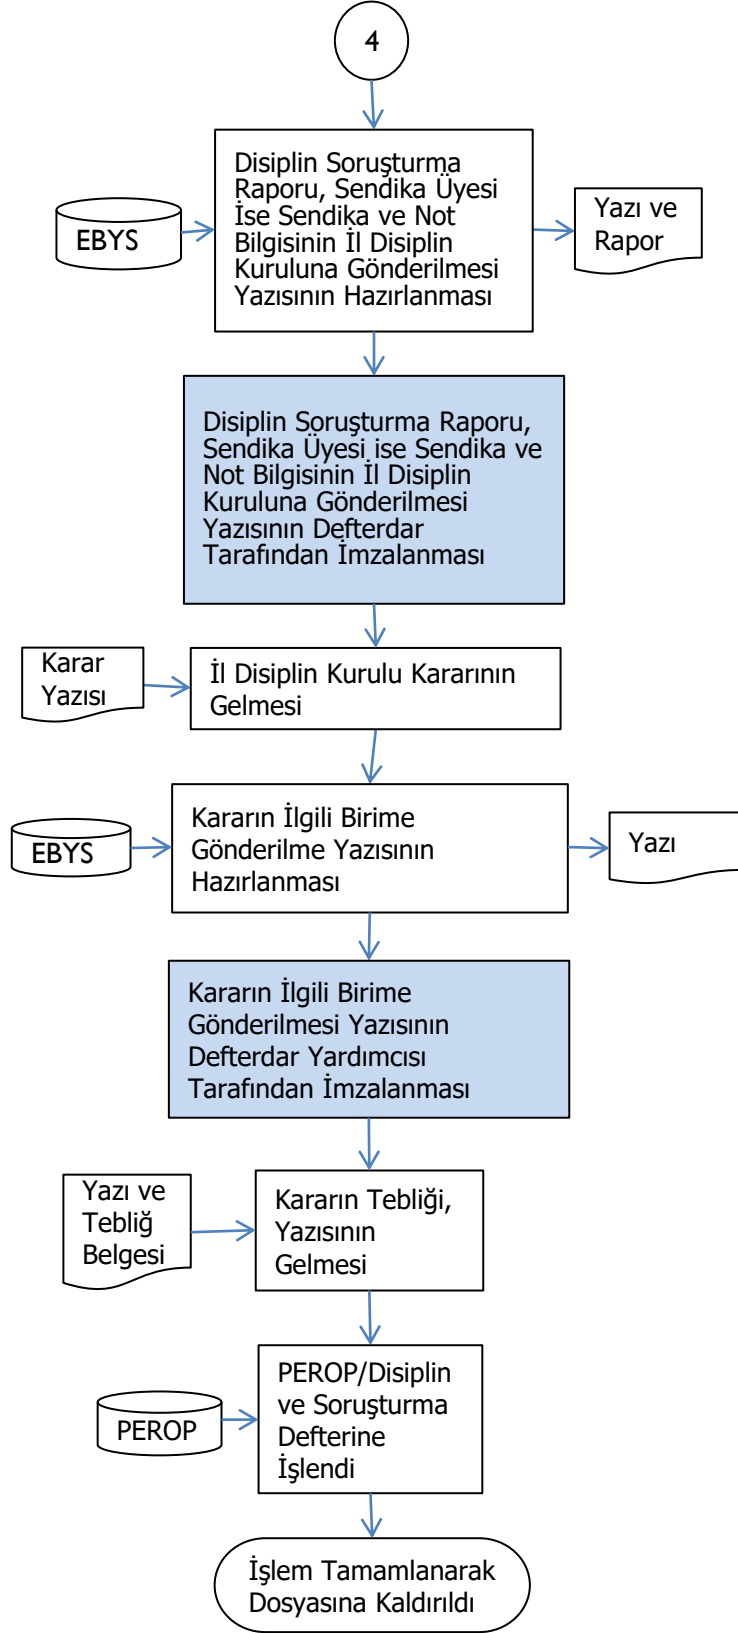 4
Disiplin Soruşturma
Raporu, Sendika Üyesi
İse Sendika ve Not
Bilgisinin İl Disiplin
Kuruluna Gönderilmesi
Yazısının Hazırlanması
EBYS
Yazı ve
Rapor
Disiplin Soruşturma Raporu,
Sendika Üyesi ise Sendika ve
Not Bilgisinin İl Disiplin
Kuruluna Gönderilmesi
Yazısının Defterdar
Tarafından İmzalanması
Karar
Yazısı
İl Disiplin Kurulu Kararının
Gelmesi
EBYS
Kararın İlgili Birime
Gönderilme Yazısının
Hazırlanması
Yazı
Kararın İlgili Birime
Gönderilmesi Yazısının
Defterdar Yardımcısı
Tarafından İmzalanması
Yazı ve
Tebliğ
Belgesi
Kararın Tebliği,
Yazısının
Gelmesi
PEROP
PEROP/Disiplin
ve Soruşturma
Defterine
İşlendi
İşlem Tamamlanarak
Dosyasına Kaldırıldı